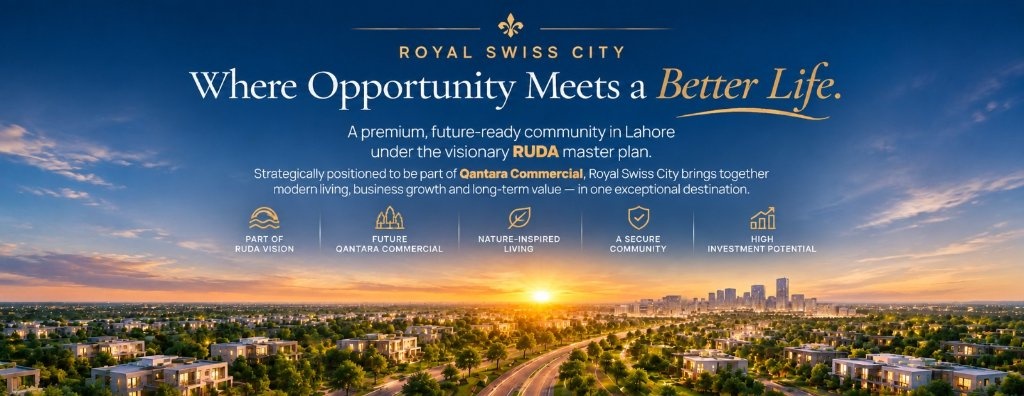 ROYAL SWISS CITY
Where Opportunity Meets a Better Life.
A premium, future-ready community in Lahore
under the visionary RUDA master plan.
Strategically positioned to be part of Qantara Commercial, Royal Swiss City brings together
modern living, business growth and long-term value — in one exceptional destination.
PART OF
RUDA VISION
FUTURE
QANTARA COMMERCIAL
NATURE-INSPIRED
LIVING
A SECURE
COMMUNITY
HIGH
INVESTMENT POTENTIAL